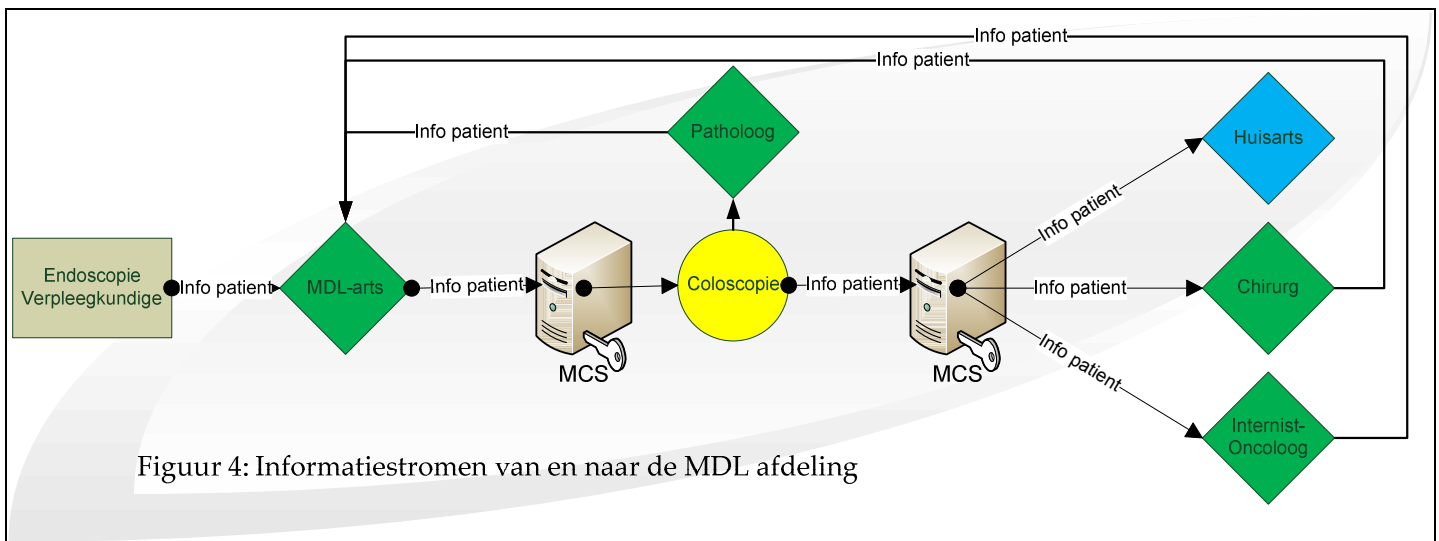 Info patient
Info patient
Info patient
Patholoog
Huisarts
Info patient
Endoscopie
Verpleegkundige
Info patient
MDL-arts
Info patient
Coloscopie
Info patient
Info patient
Chirurg
MCS
MCS
Info patient
Internist-
Oncoloog
Figuur 4: Informatiestromen van en naar de MDL afdeling